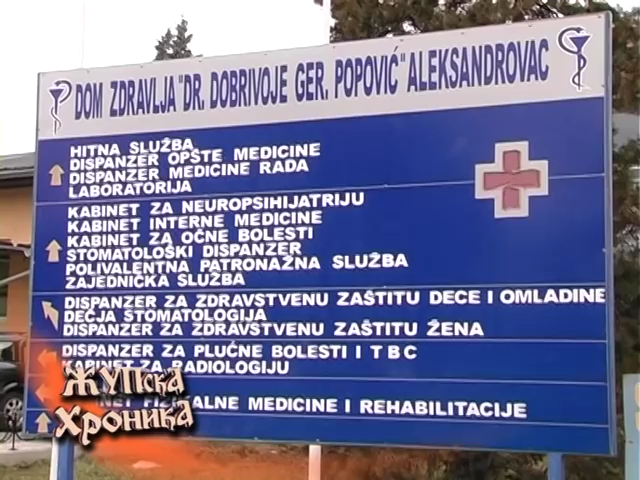 DOM ZDRAVLJA "DR. DOBRIVOJE GER. POPOVIĆ" ALEKSANDROVAC
HITNA SLUŽBA
DISPANZER OPŠTE MEDICINE
DISPANZER MEDICINE RADA
LABORATORIJA
KABINET ZA NEUROPSIHIJATRIJU
KABINET INTERNE MEDICINE
KABINET ZA OČNE BOLESTI
STOMATOLOŠKI DISPANZER
POLIVALENTNA PATRONAŽNA SLUŽBA
ZAJEDNIČKA SLUŽBA
DISPANZER ZA ZDRAVSTVENU ZAŠTITU DECE I OMLADINE
DEČJA STOMATOLOGIJA
DISPANZER ZA ZDRAVSTVENU ZAŠTITU ŽENA
DISPANZER ZA PLUĆNE BOLESTI I TBC
KABINET ZA RADIOLOGIJU
MEDICINE I REHABILITACIJE
Жупска
Хроника